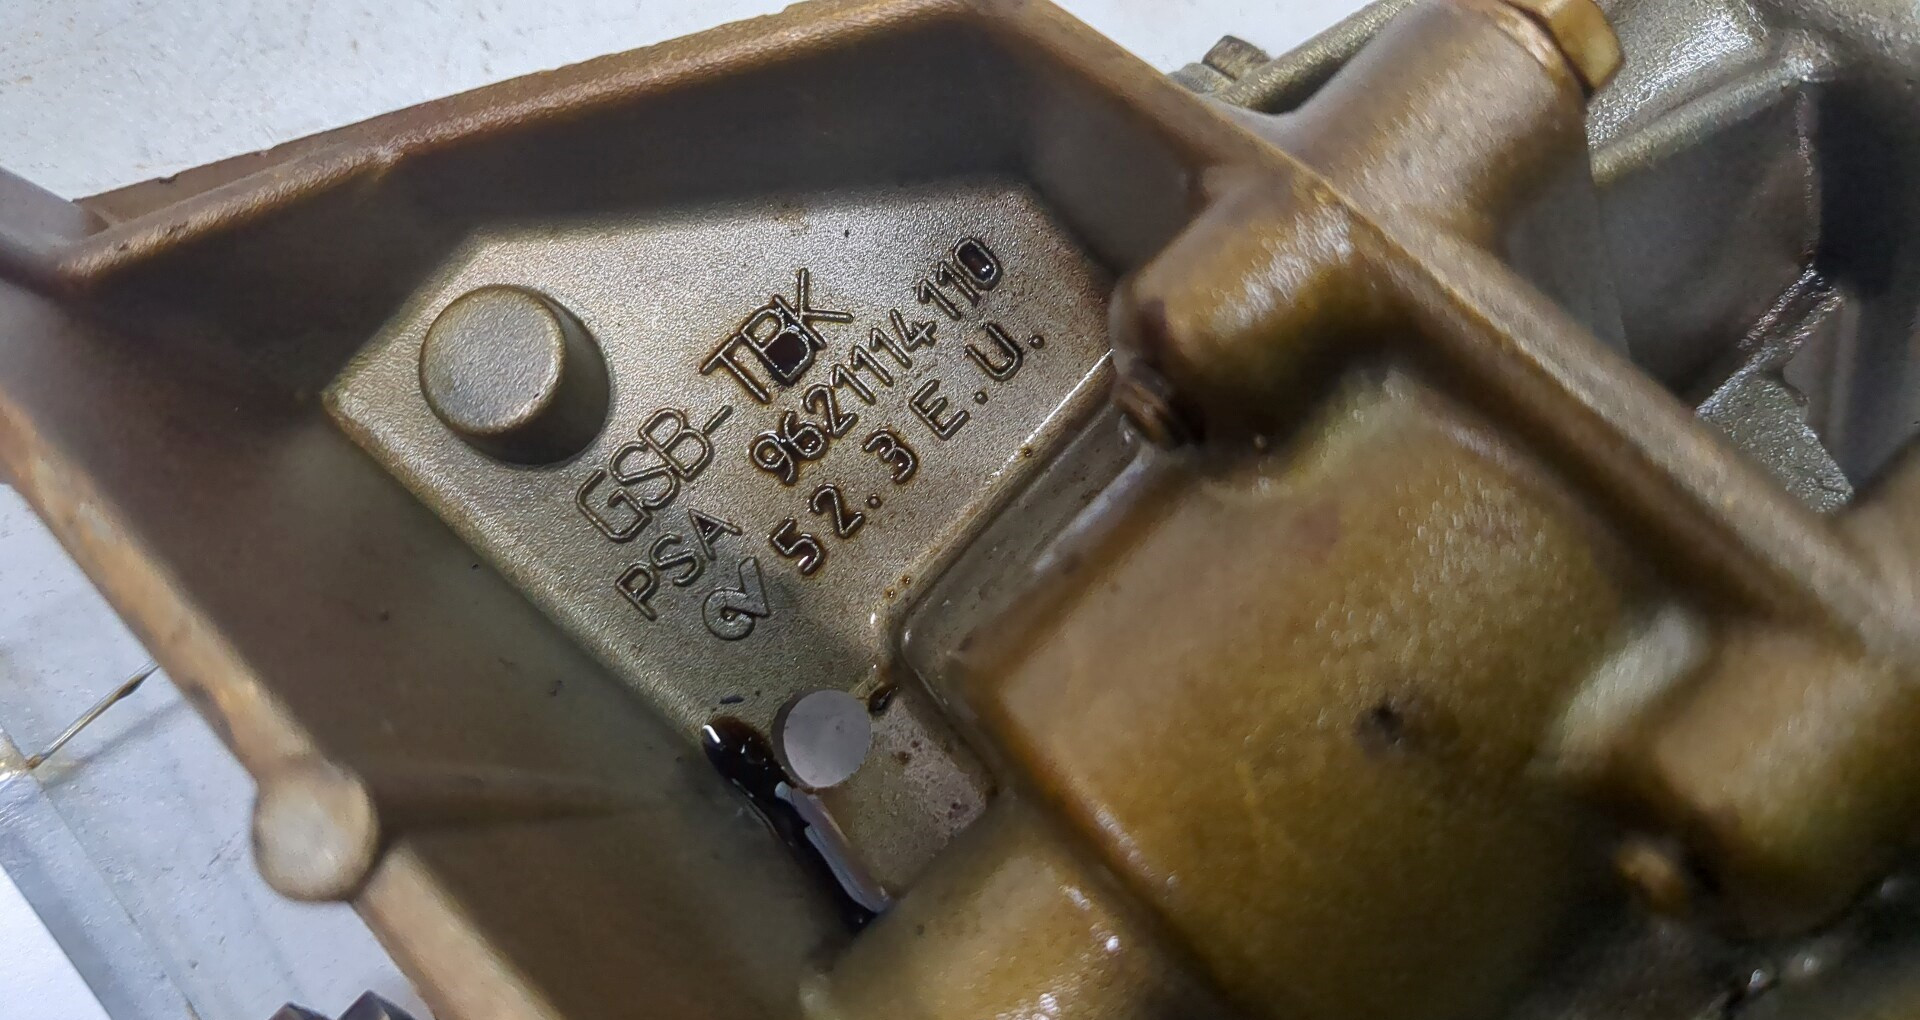 GSB-TBK
PSA 9621114110
52.3 E.U.